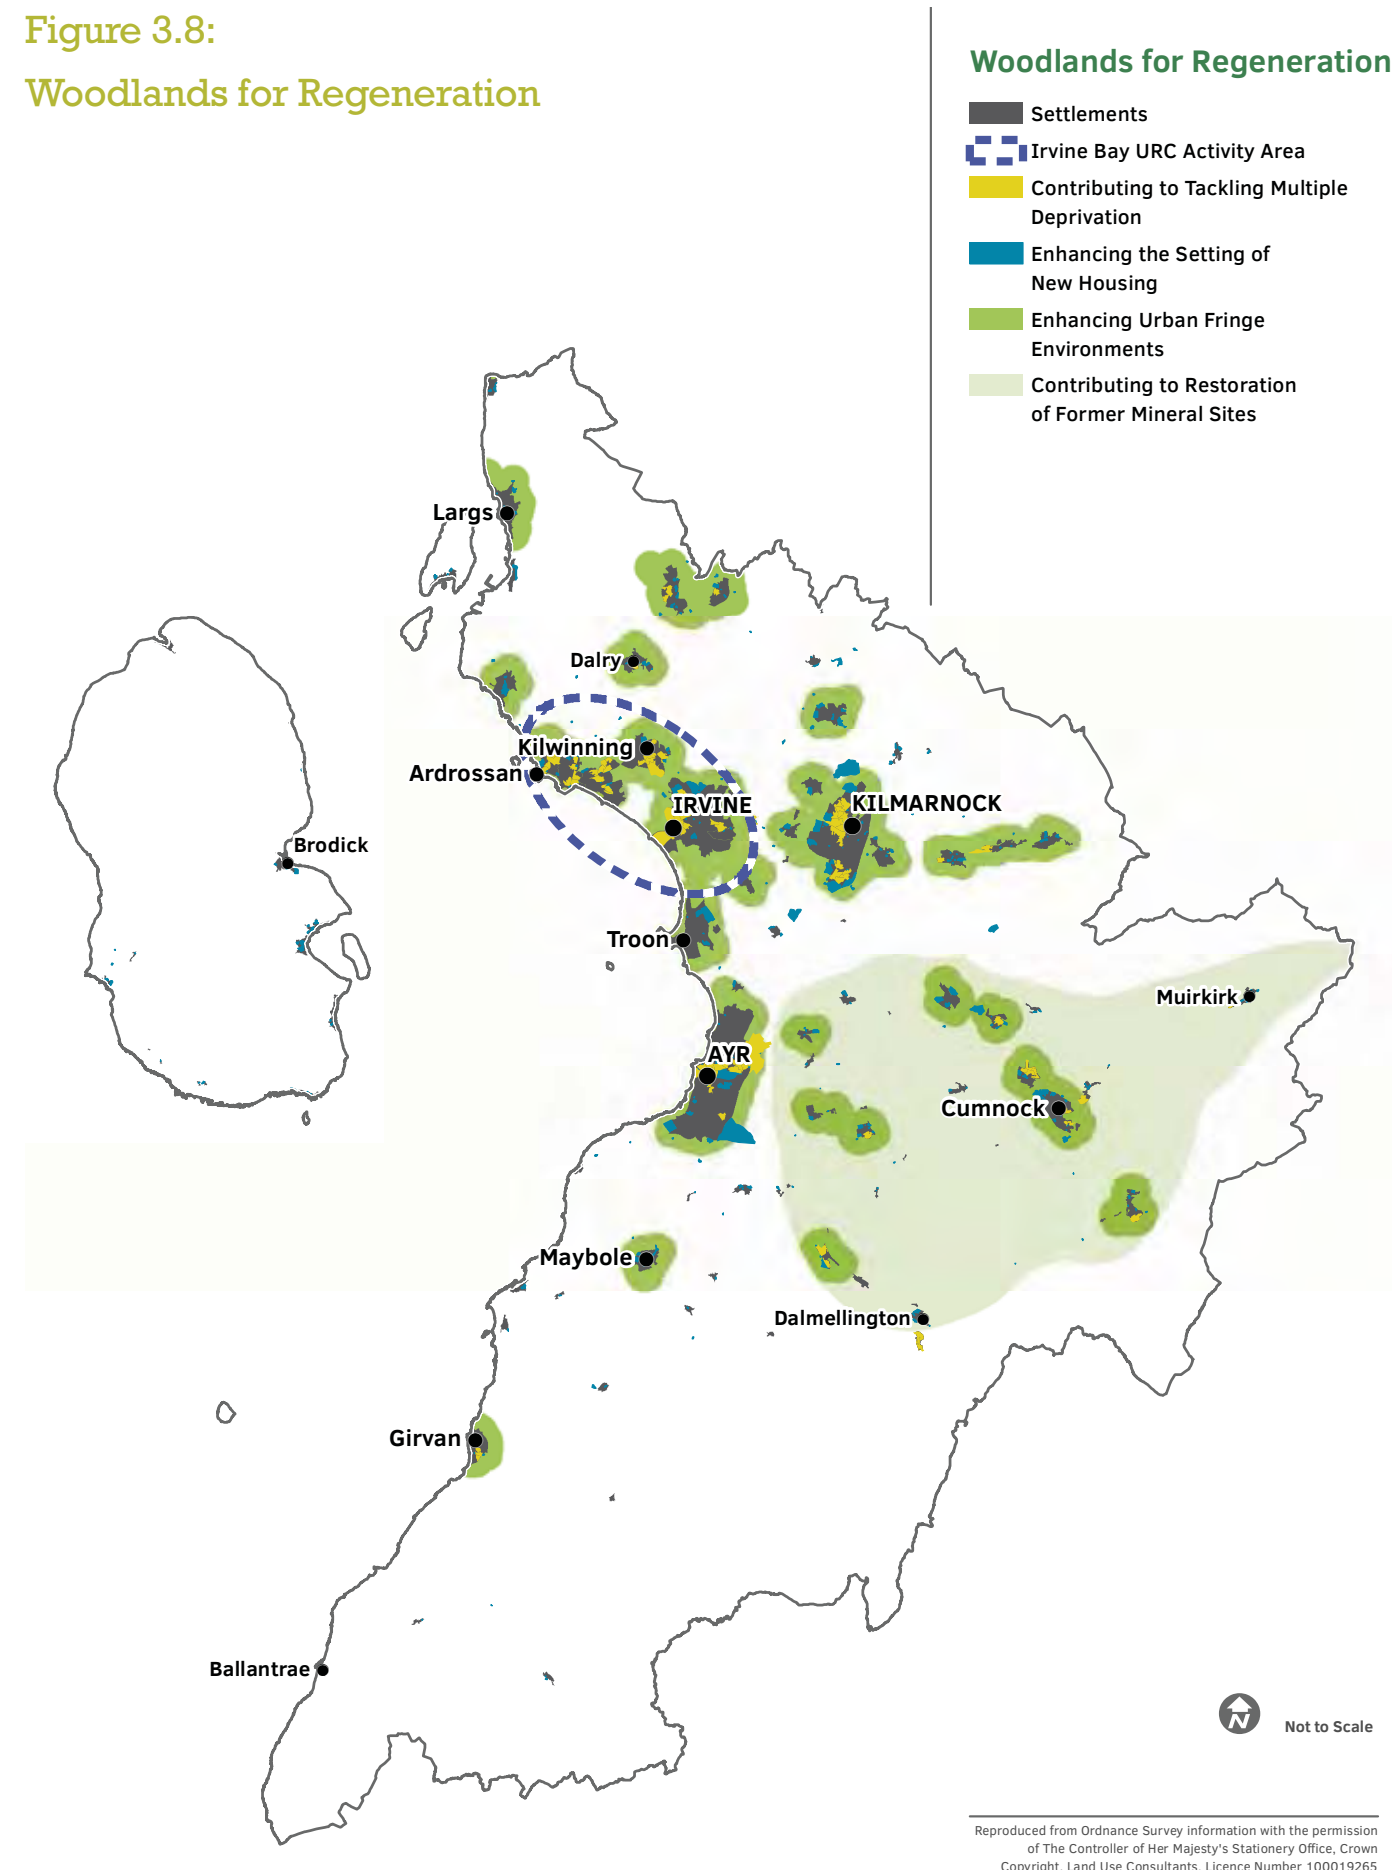 Figure 3.8:
Woodlands for Regeneration
Woodlands for Regeneration
Settlements
Irvine Bay URC Activity Area
Contributing to Tackling Multiple
Deprivation
Enhancing the Setting of
New Housing
Enhancing Urban Fringe
Environments
Contributing to Restoration
of Former Mineral Sites
Largs
Dalry
Kilwinning
Ardrossan
IRVINE
KILMARNOCK
Brodick
Troon
Muirkirk
AYR
Cumnock
Maybole
Dalmellington
Girvan
Ballantrae
N
Not to Scale
Reproduced from Ordnance Survey information with the permission
of The Controller of Her Majesty's Stationery Office, Crown
Copyright, Land Use Consultants, Licence Number 100019265